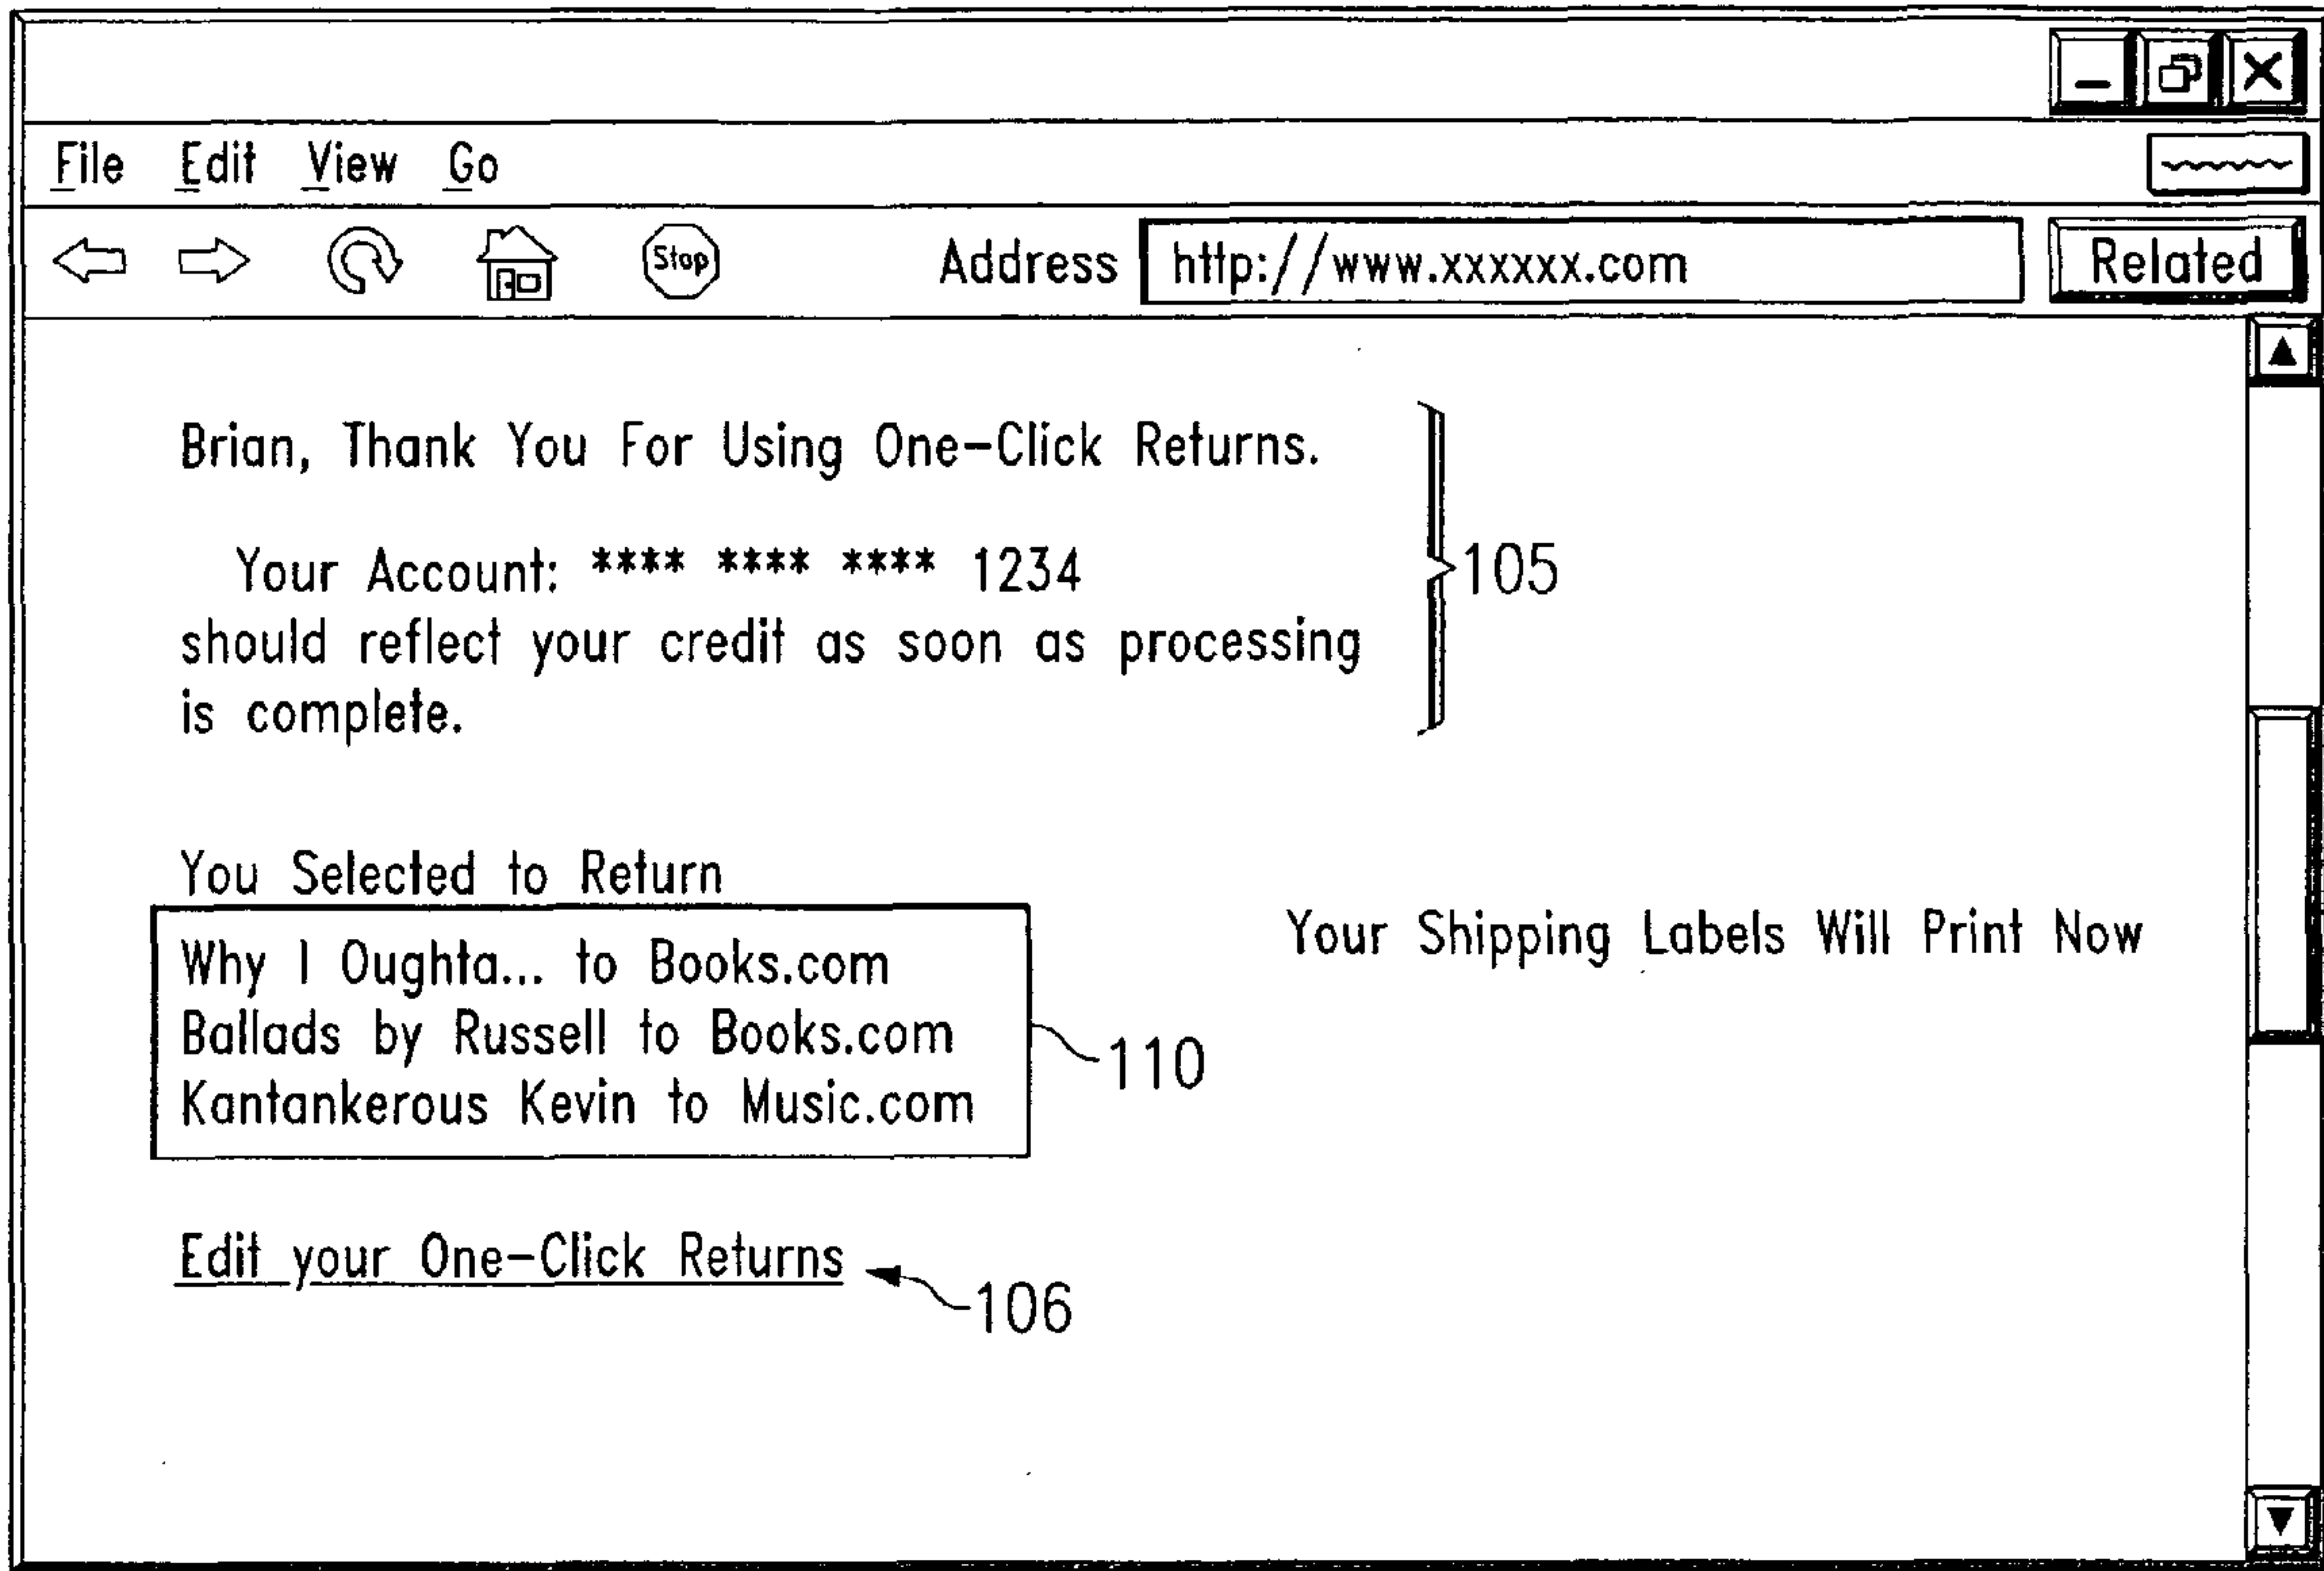 File Edit View Go
Stop Address http://www.xxxxxx.com Related
Brian, Thank You For Using One-Click Returns.
Your Account: **** **** **** 1234
should reflect your credit as soon as processing
is complete.
105
You Selected to Return
Why I Oughta... to Books.com
Ballads by Russell to Books.com
Kantankerous Kevin to Music.com
110
Your Shipping Labels Will Print Now
Edit your One-Click Returns
106